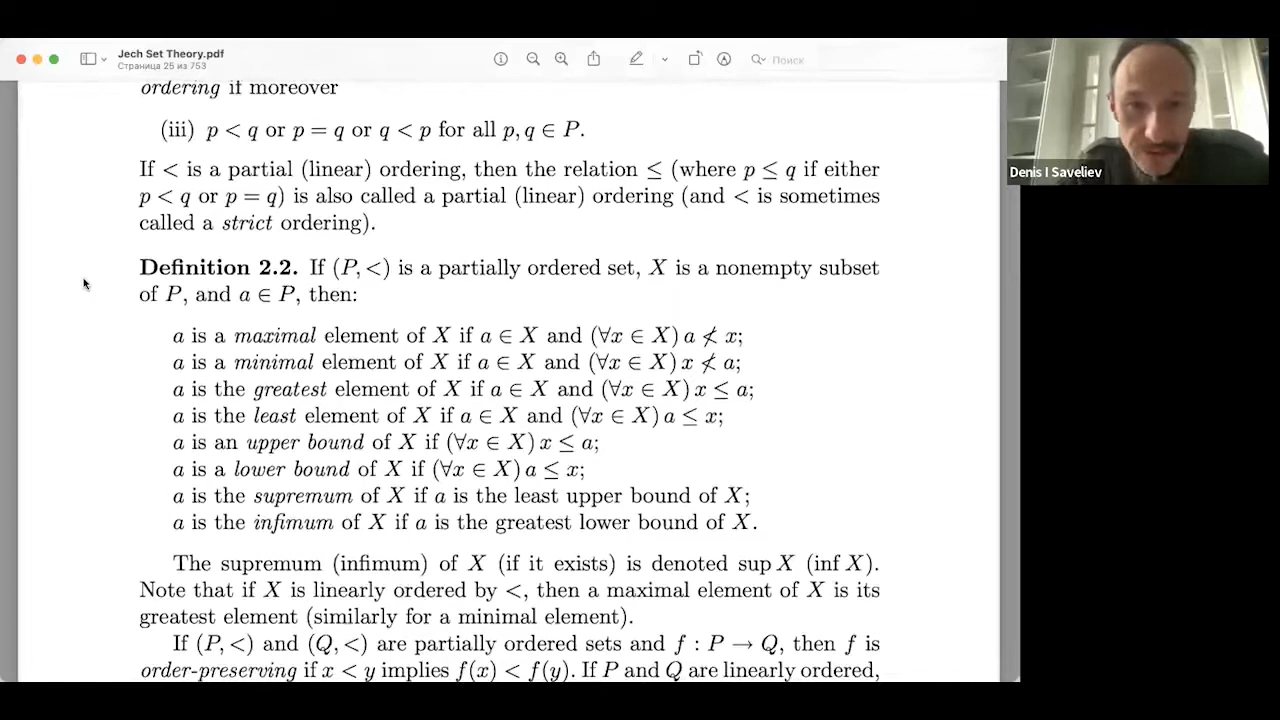 Jech Set Theory.pdf
Страница 25 из 753
Поиск
ordering if moreover
(iii) p < q or p = q or q < p for all p, q ∈ P.
If < is a partial (linear) ordering, then the relation ≤ (where p ≤ q if either
p < q or p = q) is also called a partial (linear) ordering (and < is sometimes
called a strict ordering).
Definition 2.2. If (P, <) is a partially ordered set, X is a nonempty subset
of P, and a ∈ P, then:
a is a maximal element of X if a ∈ X and (∀x ∈ X) a ≮ x;
a is a minimal element of X if a ∈ X and (∀x ∈ X) x ≮ a;
a is the greatest element of X if a ∈ X and (∀x ∈ X) x ≤ a;
a is the least element of X if a ∈ X and (∀x ∈ X) a ≤ x;
a is an upper bound of X if (∀x ∈ X) x ≤ a;
a is a lower bound of X if (∀x ∈ X) a ≤ x;
a is the supremum of X if a is the least upper bound of X;
a is the infimum of X if a is the greatest lower bound of X.
The supremum (infimum) of X (if it exists) is denoted sup X (inf X).
Note that if X is linearly ordered by <, then a maximal element of X is its
greatest element (similarly for a minimal element).
If (P, <) and (Q, <) are partially ordered sets and f : P → Q, then f is
order-preserving if x < y implies f(x) < f(y). If P and Q are linearly ordered,
Denis I Saveliev